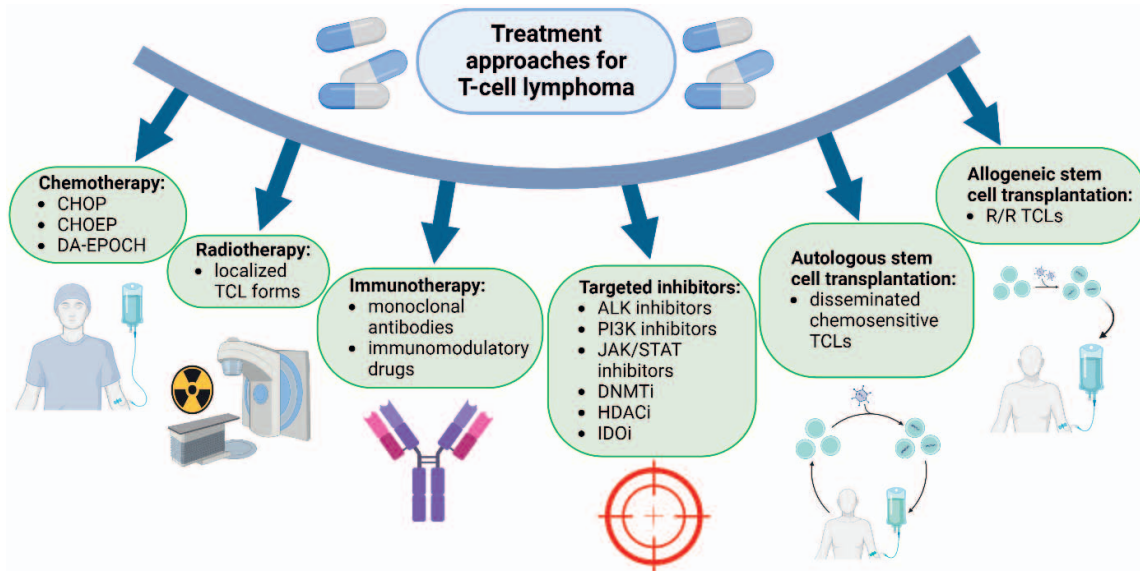 Treatment
approaches for
T-cell lymphoma
Chemotherapy:
• CHOP
• CHOEP
• DA-EPOCH
Radiotherapy:
• localized
TCL forms
Immunotherapy:
• monoclonal
antibodies
• immunomodulatory
drugs
Targeted inhibitors:
• ALK inhibitors
• PI3K inhibitors
• JAK/STAT
inhibitors
• DNMTi
• HDACi
• IDOi
Autologous stem
cell transplantation:
• disseminated
chemosensitive
TCLs
Allogeneic stem
cell transplantation:
• R/R TCLs